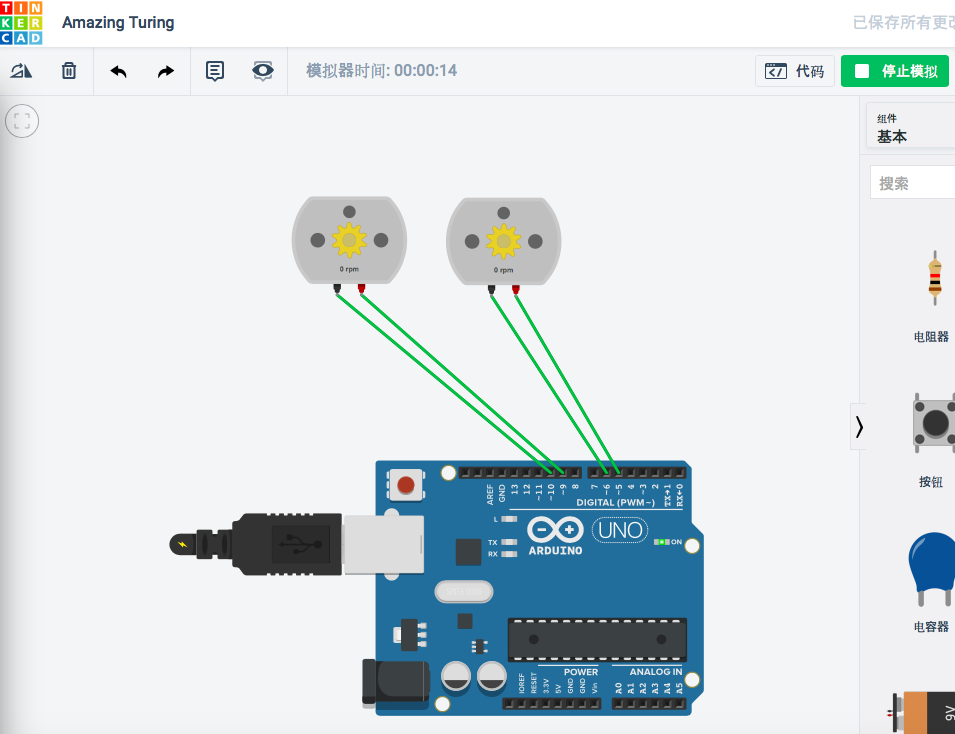 TIN
KER
CAD
Amazing Turing
已保存所有更改
模拟器时间: 00:00:14
代码
停止模拟
组件
基本
搜索
0 rpm
0 rpm
电阻器
按钮
电容器
9V
AREF
GND
13
12
~11
~10
~9
8
7
~6
~5
4
~3
2
TX→1
RX←0
DIGITAL (PWM~)
L
TX
RX
ARDUINO
UNO
ON
POWER
ANALOG IN
IOREF
RESET
3.3V
5V
GND
GND
Vin
A0
A1
A2
A3
A4
A5